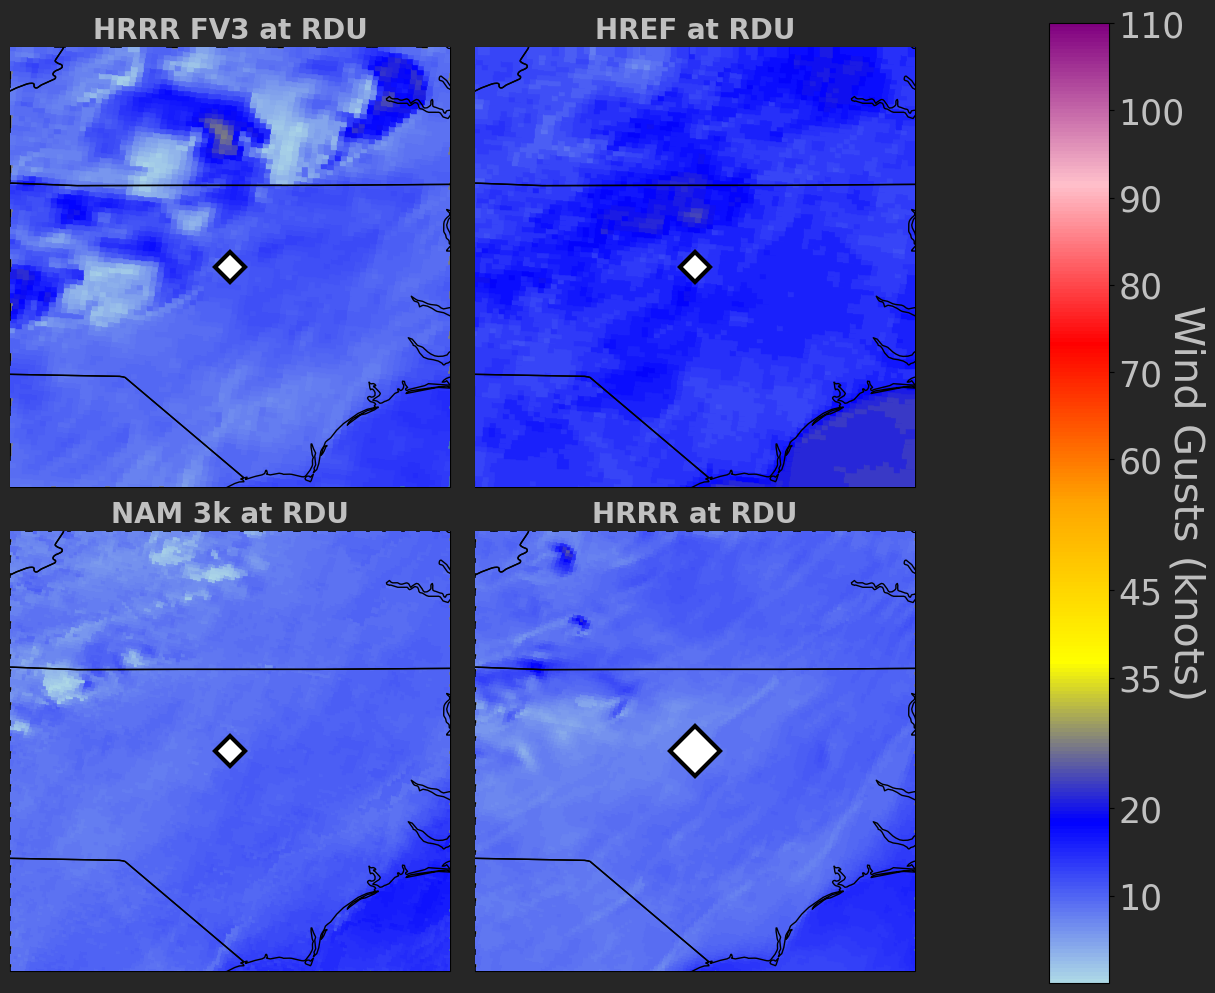 HRRR FV3 at RDU
HREF at RDU
NAM 3k at RDU
HRRR at RDU
110
100
90
80
70
60
45
35
20
10
Wind Gusts (knots)